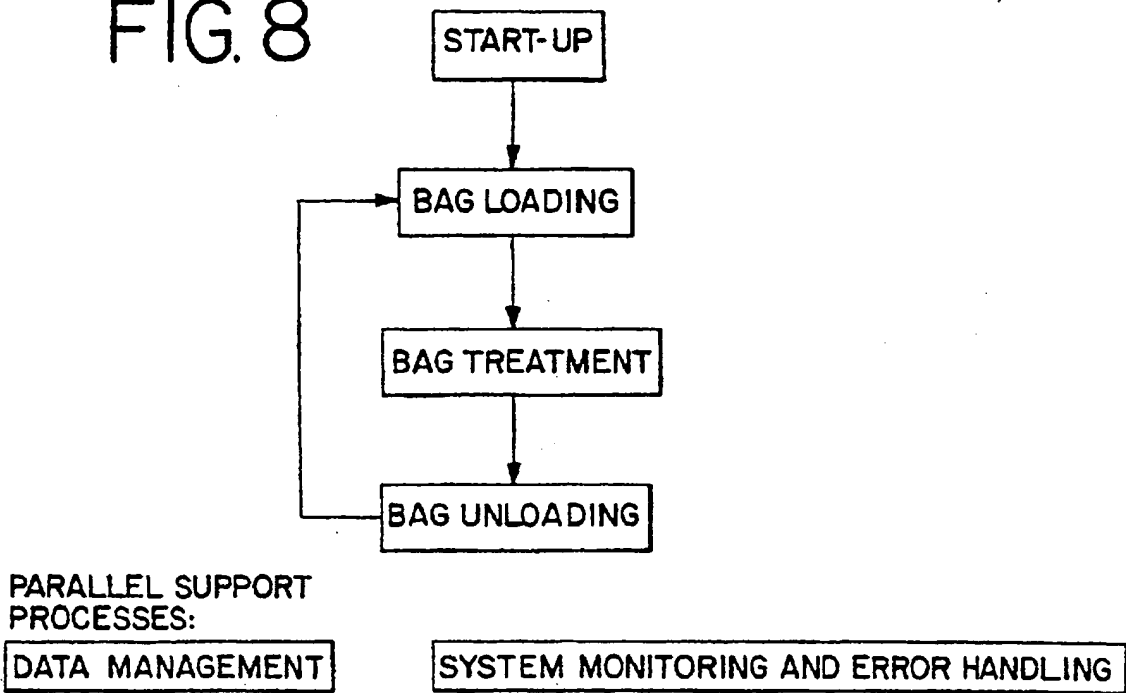 FIG. 8
START-UP
BAG LOADING
BAG TREATMENT
BAG UNLOADING
PARALLEL SUPPORT
PROCESSES:
DATA MANAGEMENT
SYSTEM MONITORING AND ERROR HANDLING